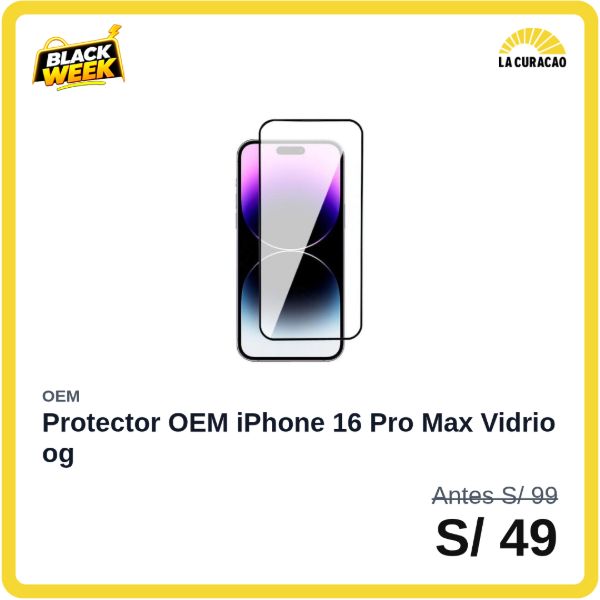 BLACK
WEEK
LA CURACAO
OEM
Protector OEM iPhone 16 Pro Max Vidrio
og
Antes S/ 99
S/ 49